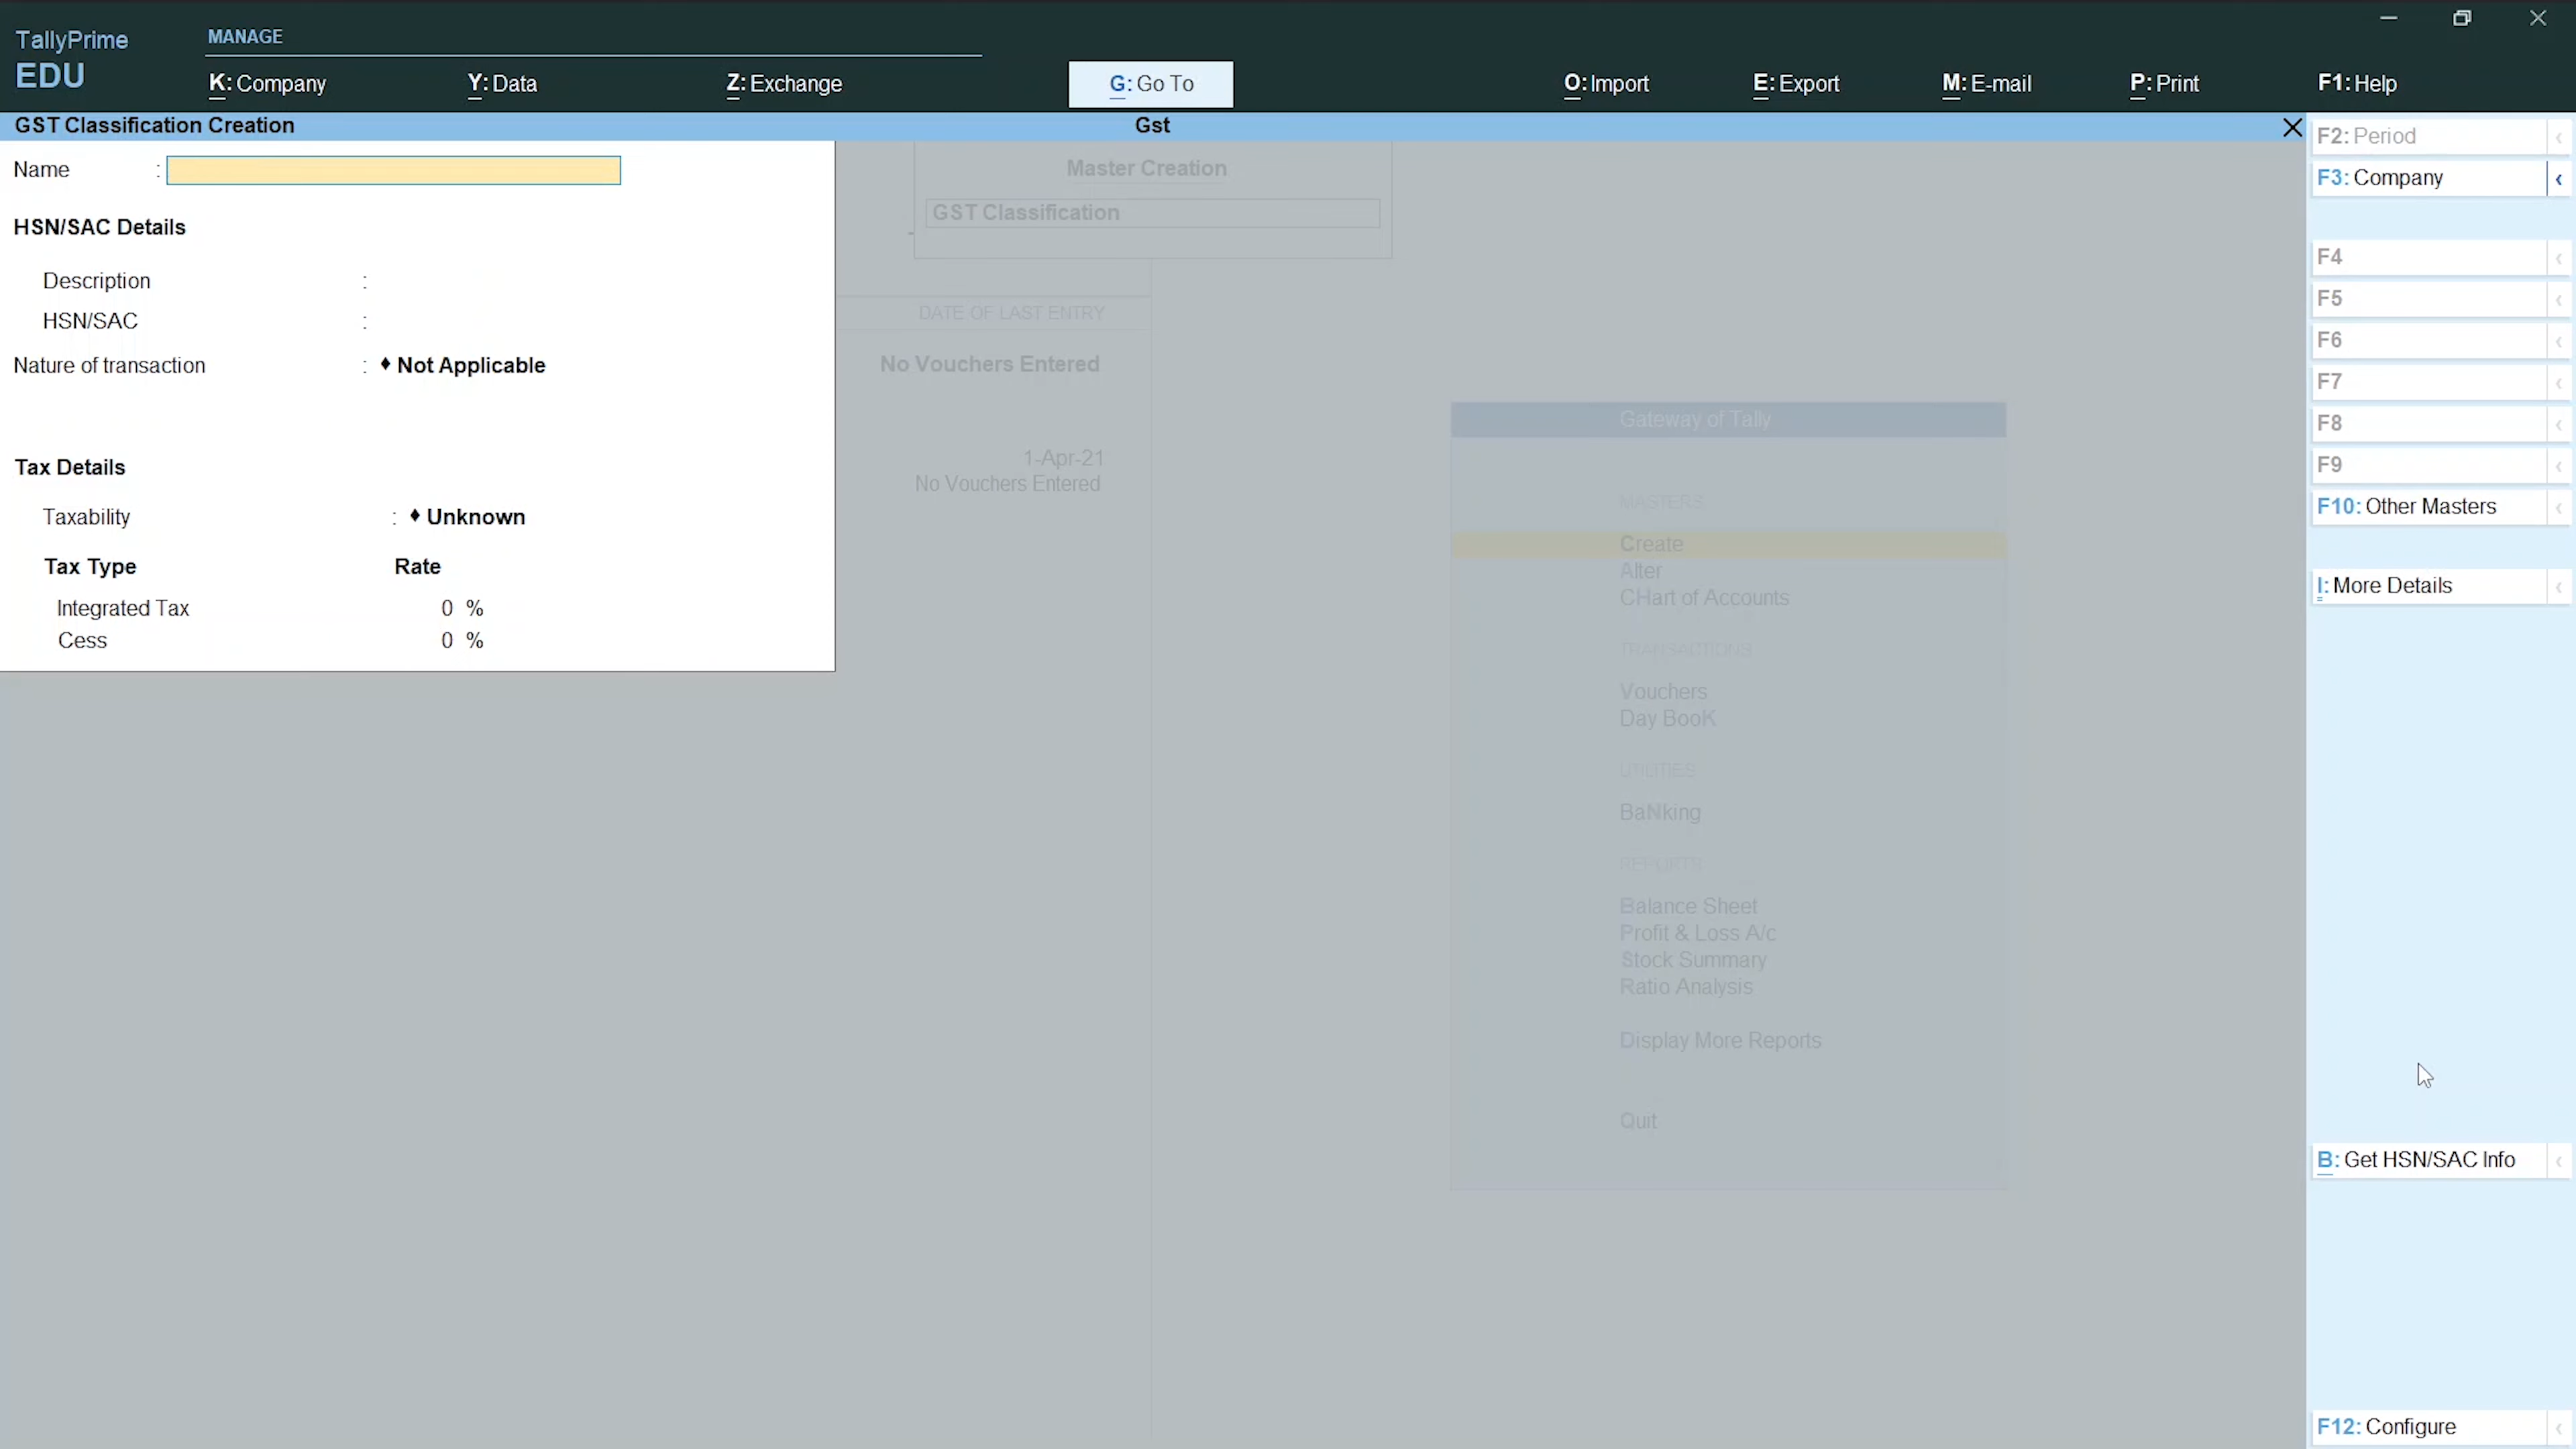 TallyPrime
EDU
MANAGE
K: Company
Y: Data
Z: Exchange
G: Go To
O: Import
E: Export
M: E-mail
P: Print
F1: Help
GST Classification Creation
Gst
Name :
HSN/SAC Details
Description :
HSN/SAC :
Nature of transaction : ♦ Not Applicable
Tax Details
Taxability : ♦ Unknown
Tax Type Rate
Integrated Tax 0 %
Cess 0 %
Master Creation
GST Classification
DATE OF LAST ENTRY
No Vouchers Entered
1-Apr-21
No Vouchers Entered
Gateway of Tally
MASTERS
Create
Alter
CHart of Accounts
TRANSACTIONS
Vouchers
Day BooK
UTILITIES
BaNking
REPORTS
Balance Sheet
Profit & Loss A/c
Stock Summary
Ratio Analysis
Display More Reports
Quit
F2: Period
F3: Company
F4
F5
F6
F7
F8
F9
F10: Other Masters
I: More Details
B: Get HSN/SAC Info
F12: Configure